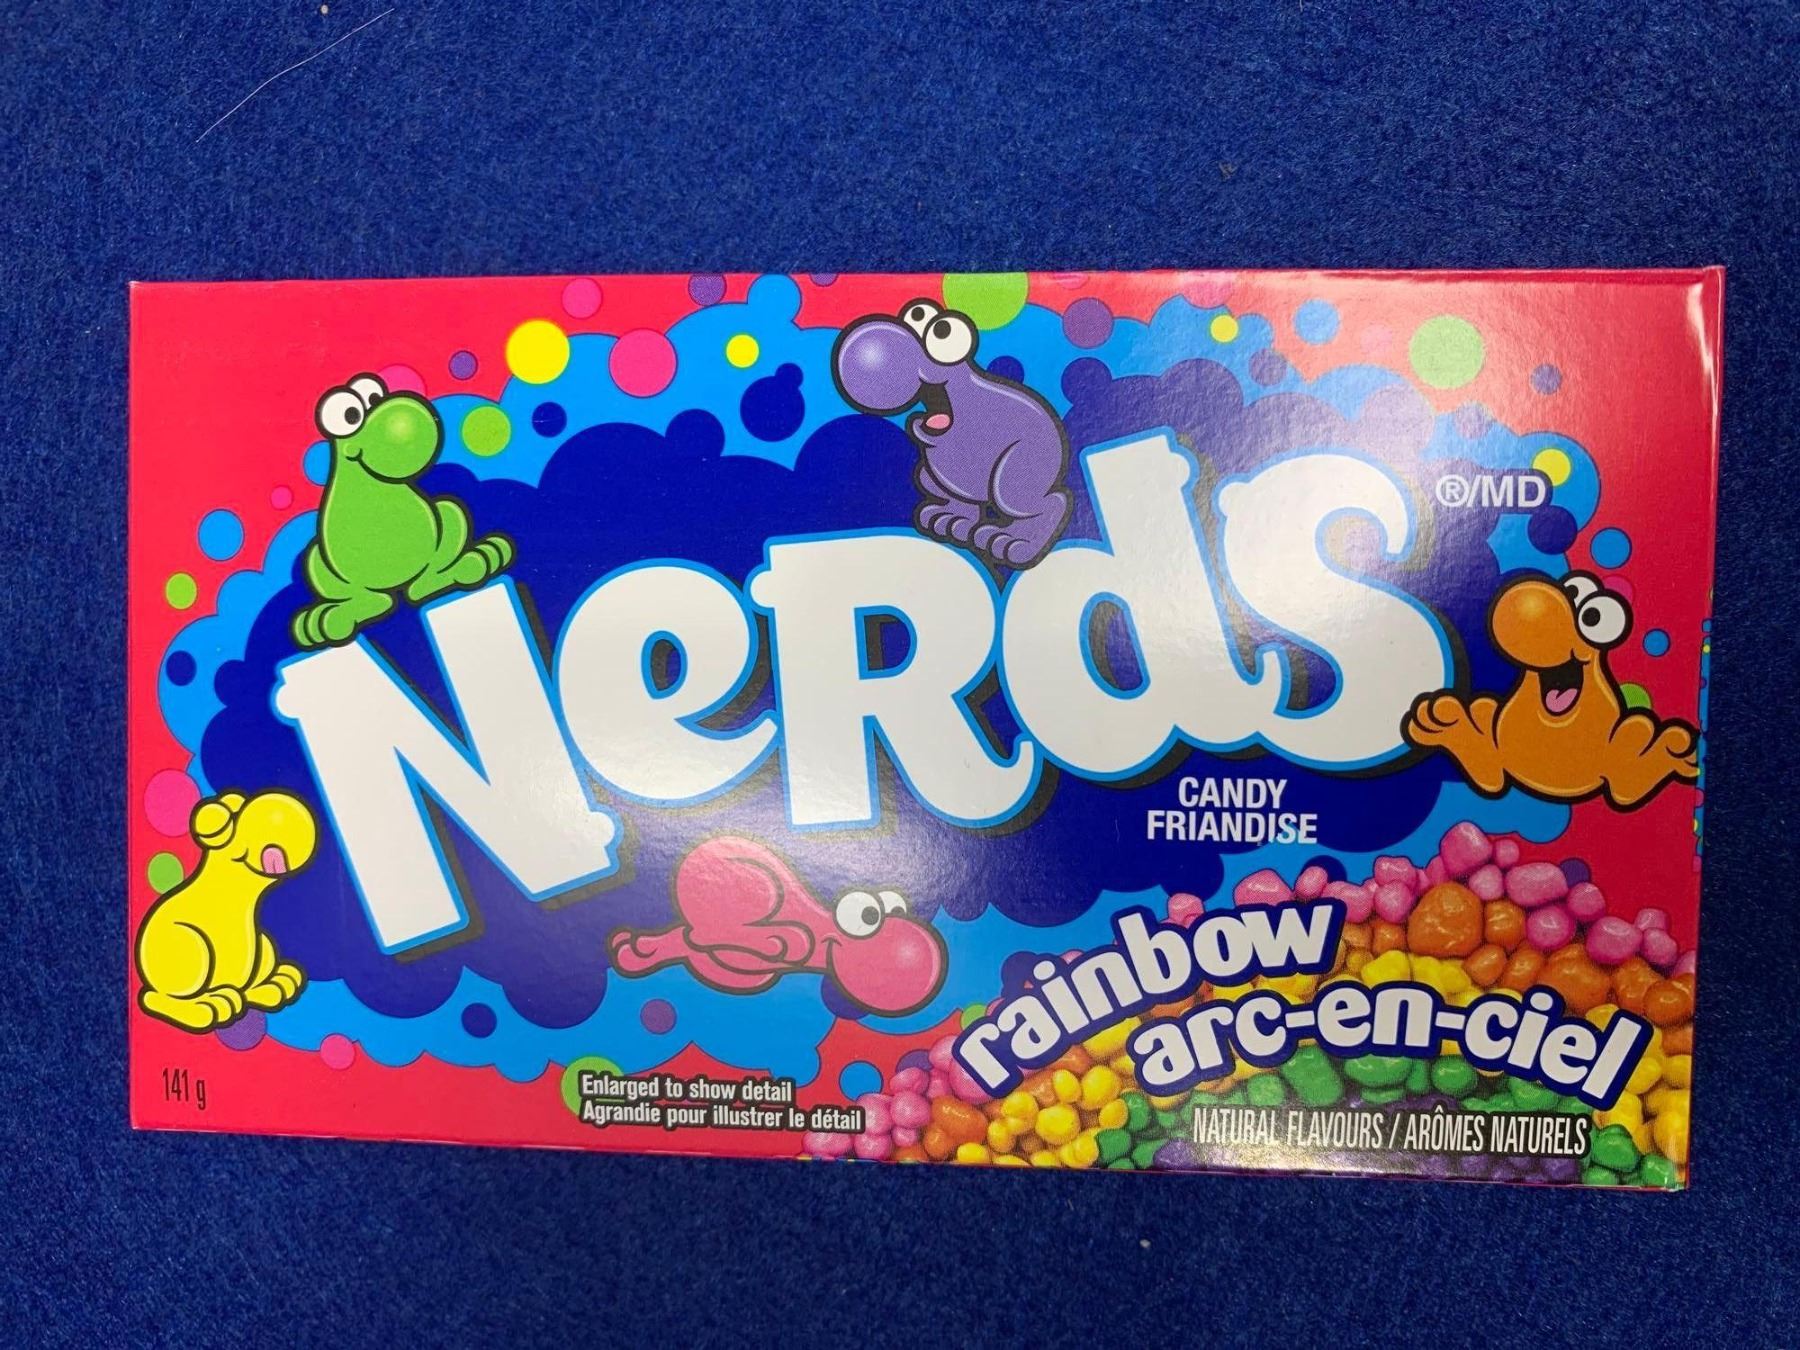 NeRdS
®/MD
CANDY
FRIANDISE
rainbow
arc-en-ciel
NATURAL FLAVOURS / ARÔMES NATURELS
Enlarged to show detail
Agrandie pour illustrer le détail
141 g